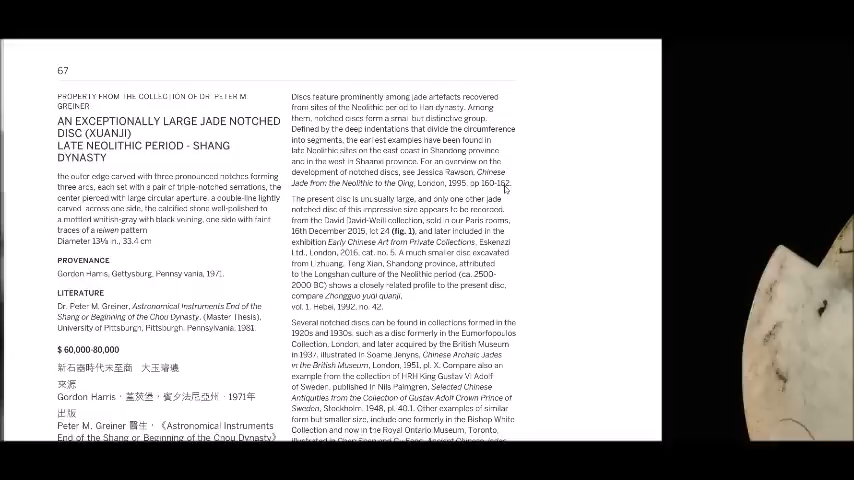 67
PROPERTY FROM THE COLLECTION OF DR. PETER M.
GREINER
AN EXCEPTIONALLY LARGE JADE NOTCHED
DISC (XUANJI)
LATE NEOLITHIC PERIOD - SHANG
DYNASTY
the outer edge carved with three pronounced notches forming
three arcs, each set with a pair of triple-notched serrations, the
center pierced with large circular aperture, a double-line lightly
carved across one side, the calcified stone well-polished to
a mottled whitish-gray with black veining, one side with faint
traces of a leiwen pattern
Diameter 13⅛ in., 33.4 cm
PROVENANCE
Gordon Harris, Gettysburg, Pennsylvania, 1971.
LITERATURE
Dr. Peter M. Greiner, Astronomical Instruments End of the
Shang or Beginning of the Chou Dynasty, (Master Thesis),
University of Pittsburgh, Pittsburgh, Pennsylvania, 1981.
$ 60,000-80,000
新石器時代末至商 大玉璿璣
來源
Gordon Harris,蓋茨堡,賓夕法尼亞州,1971年
出版
Peter M. Greiner 醫生,《Astronomical Instruments
End of the Shang or Beginning of the Chou Dynasty》
Discs feature prominently among jade artefacts recovered
from sites of the Neolithic period to Han dynasty. Among
them, notched discs form a small but distinctive group.
Defined by the deep indentations that divide the circumference
into segments, the earliest examples have been found in
late Neolithic sites on the east coast in Shandong province
and in the west in Shaanxi province. For an overview on the
development of notched discs, see Jessica Rawson, Chinese
Jade from the Neolithic to the Qing, London, 1995, pp 160-162.
The present disc is unusually large, and only one other jade
notched disc of this impressive size appears to be recorded,
from the David David-Weill collection, sold in our Paris rooms,
16th December 2015, lot 24 (fig. 1), and later included in the
exhibition Early Chinese Art from Private Collections, Eskenazi
Ltd., London, 2016, cat. no. 5. A much smaller disc excavated
from Lizhuang, Teng Xian, Shandong province, attributed
to the Longshan culture of the Neolithic period (ca. 2500-
2000 BC) shows a closely related profile to the present disc,
compare Zhongguo yuqi quanji,
vol. 1, Hebei, 1992, no. 42.
Several notched discs can be found in collections formed in the
1920s and 1930s, such as a disc formerly in the Eumorfopoulos
Collection, London, and later acquired by the British Museum
in 1937, illustrated in Soame Jenyns, Chinese Archaic Jades
in the British Museum, London, 1951, pl. X. Compare also an
example from the collection of HRH King Gustav VI Adolf
of Sweden, published in Nils Palmgren, Selected Chinese
Antiquities from the Collection of Gustav Adolf Crown Prince of
Sweden, Stockholm, 1948, pl. 40.1. Other examples of similar
form but smaller size, include one formerly in the Bishop White
Collection and now in the Royal Ontario Museum, Toronto,